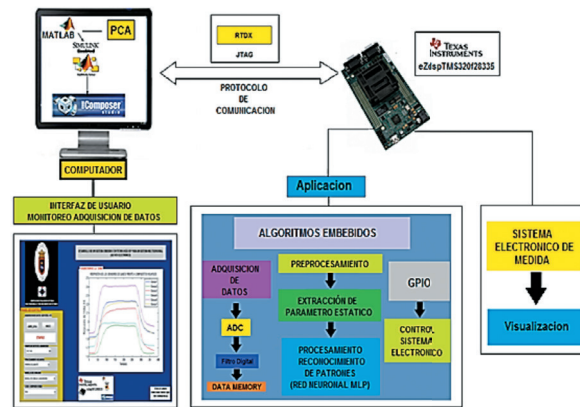 MATLAB
PCA
SIMULINK
Composer
studio
RTDX
JTAG
PROTOCOLO
DE
COMUNICACION
TEXAS
INSTRUMENTS
eZdspTMS320f28335
COMPUTADOR
INTERFAZ DE USUARIO
MONITOREO ADQUISICION DE DATOS
Aplicacion
ALGORITMOS EMBEBIDOS
ADQUISICION
DE
DATOS
ADC
Filtro Digital
DATA MEMORY
PREPROCESAMIENTO
EXTRACCIÓN DE
PARAMETRO ESTATICO
PROCESAMIENTO
RECONOCIMIENTO
DE PATRONES
(RED NEURONAL MLP)
GPIO
CONTROL
SISTEMA
ELECTRONICO
SISTEMA
ELECTRONICO DE
MEDIDA
Visualizacion